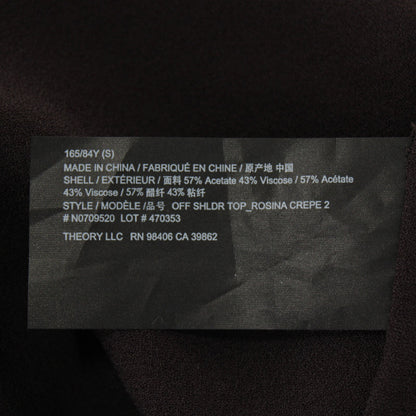 165/84Y (S)
MADE IN CHINA / FABRIQUÉ EN CHINE / 原产地 中国
SHELL / EXTÉRIEUR / 面料 57% Acetate 43% Viscose / 57% Acétate
43% Viscose / 57% 醋纤 43% 粘纤
STYLE / MODÈLE /品号  OFF SHLDR TOP_ROSINA CREPE 2
# N0709520  LOT # 470353
THEORY LLC  RN 98406 CA 39862